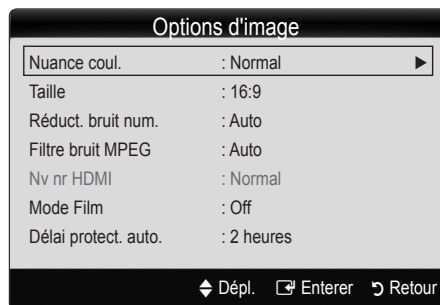 Options d'image
Nuance coul. : Normal
Taille : 16:9
Réduct. bruit num. : Auto
Filtre bruit MPEG : Auto
Nv nr HDMI : Normal
Mode Film : Off
Délai protect. auto. : 2 heures
Dépl. Enterer Retour